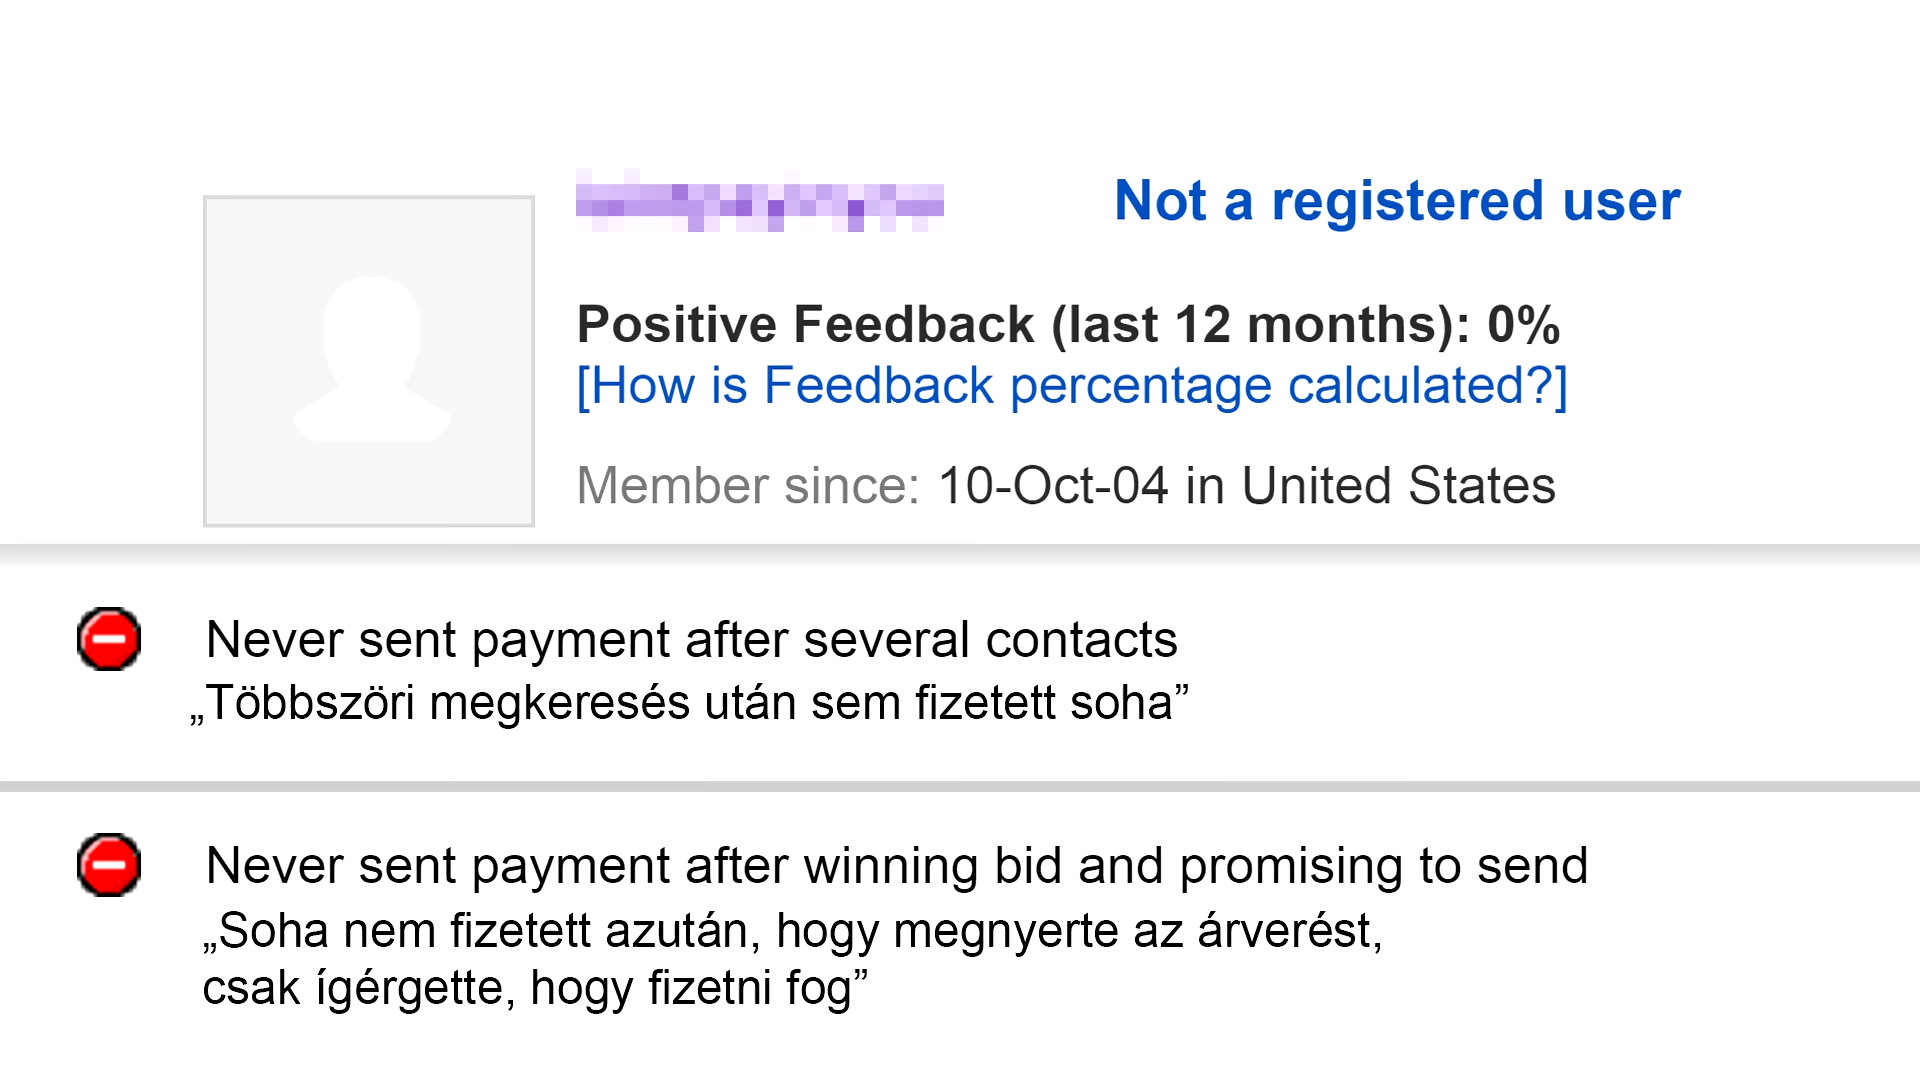 Not a registered user
Positive Feedback (last 12 months): 0%
[How is Feedback percentage calculated?]
Member since: 10-Oct-04 in United States
Never sent payment after several contacts
„Többszöri megkeresés után sem fizetett soha”
Never sent payment after winning bid and promising to send
„Soha nem fizetett azután, hogy megnyerte az árverést,
csak ígérgette, hogy fizetni fog”